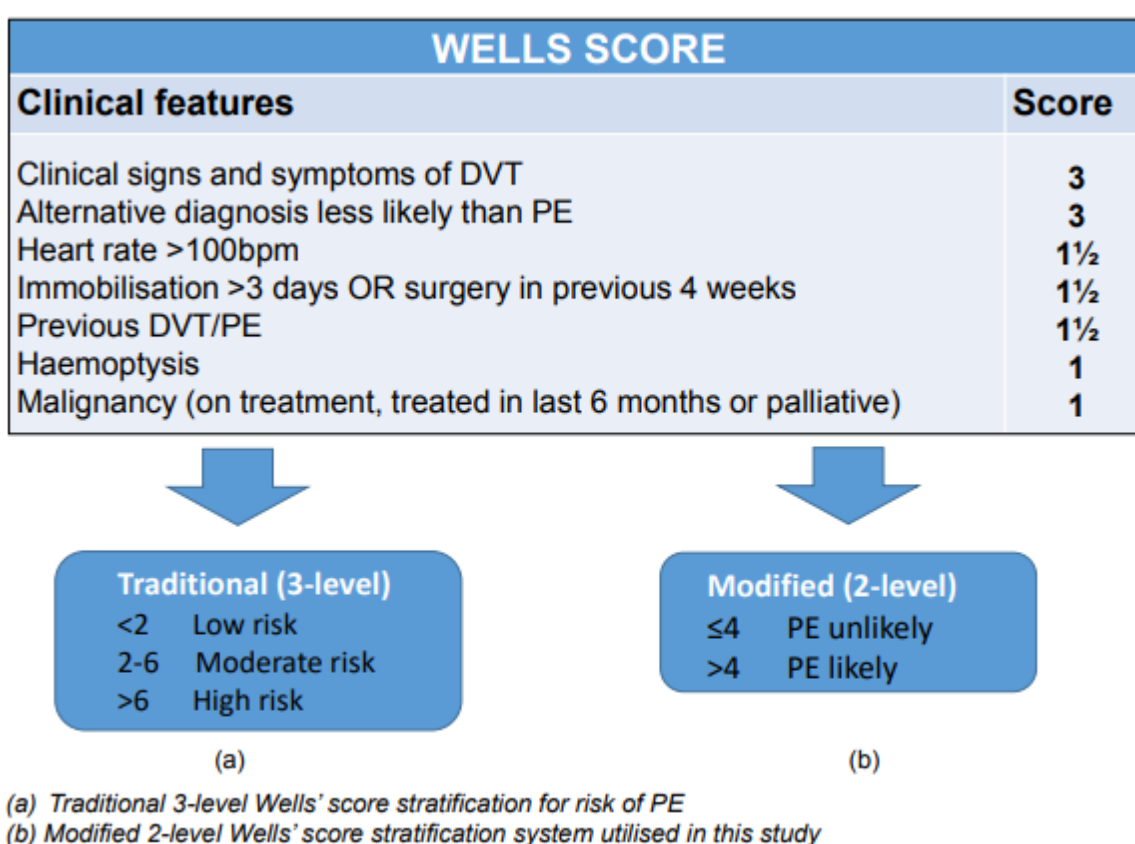 WELLS SCORE
Clinical features Score
Clinical signs and symptoms of DVT 3
Alternative diagnosis less likely than PE 3
Heart rate >100bpm 1½
Immobilisation >3 days OR surgery in previous 4 weeks 1½
Previous DVT/PE 1½
Haemoptysis 1
Malignancy (on treatment, treated in last 6 months or palliative) 1
Traditional (3-level)
<2 Low risk
2-6 Moderate risk
>6 High risk
(a)
Modified (2-level)
≤4 PE unlikely
>4 PE likely
(b)
(a) Traditional 3-level Wells' score stratification for risk of PE
(b) Modified 2-level Wells' score stratification system utilised in this study